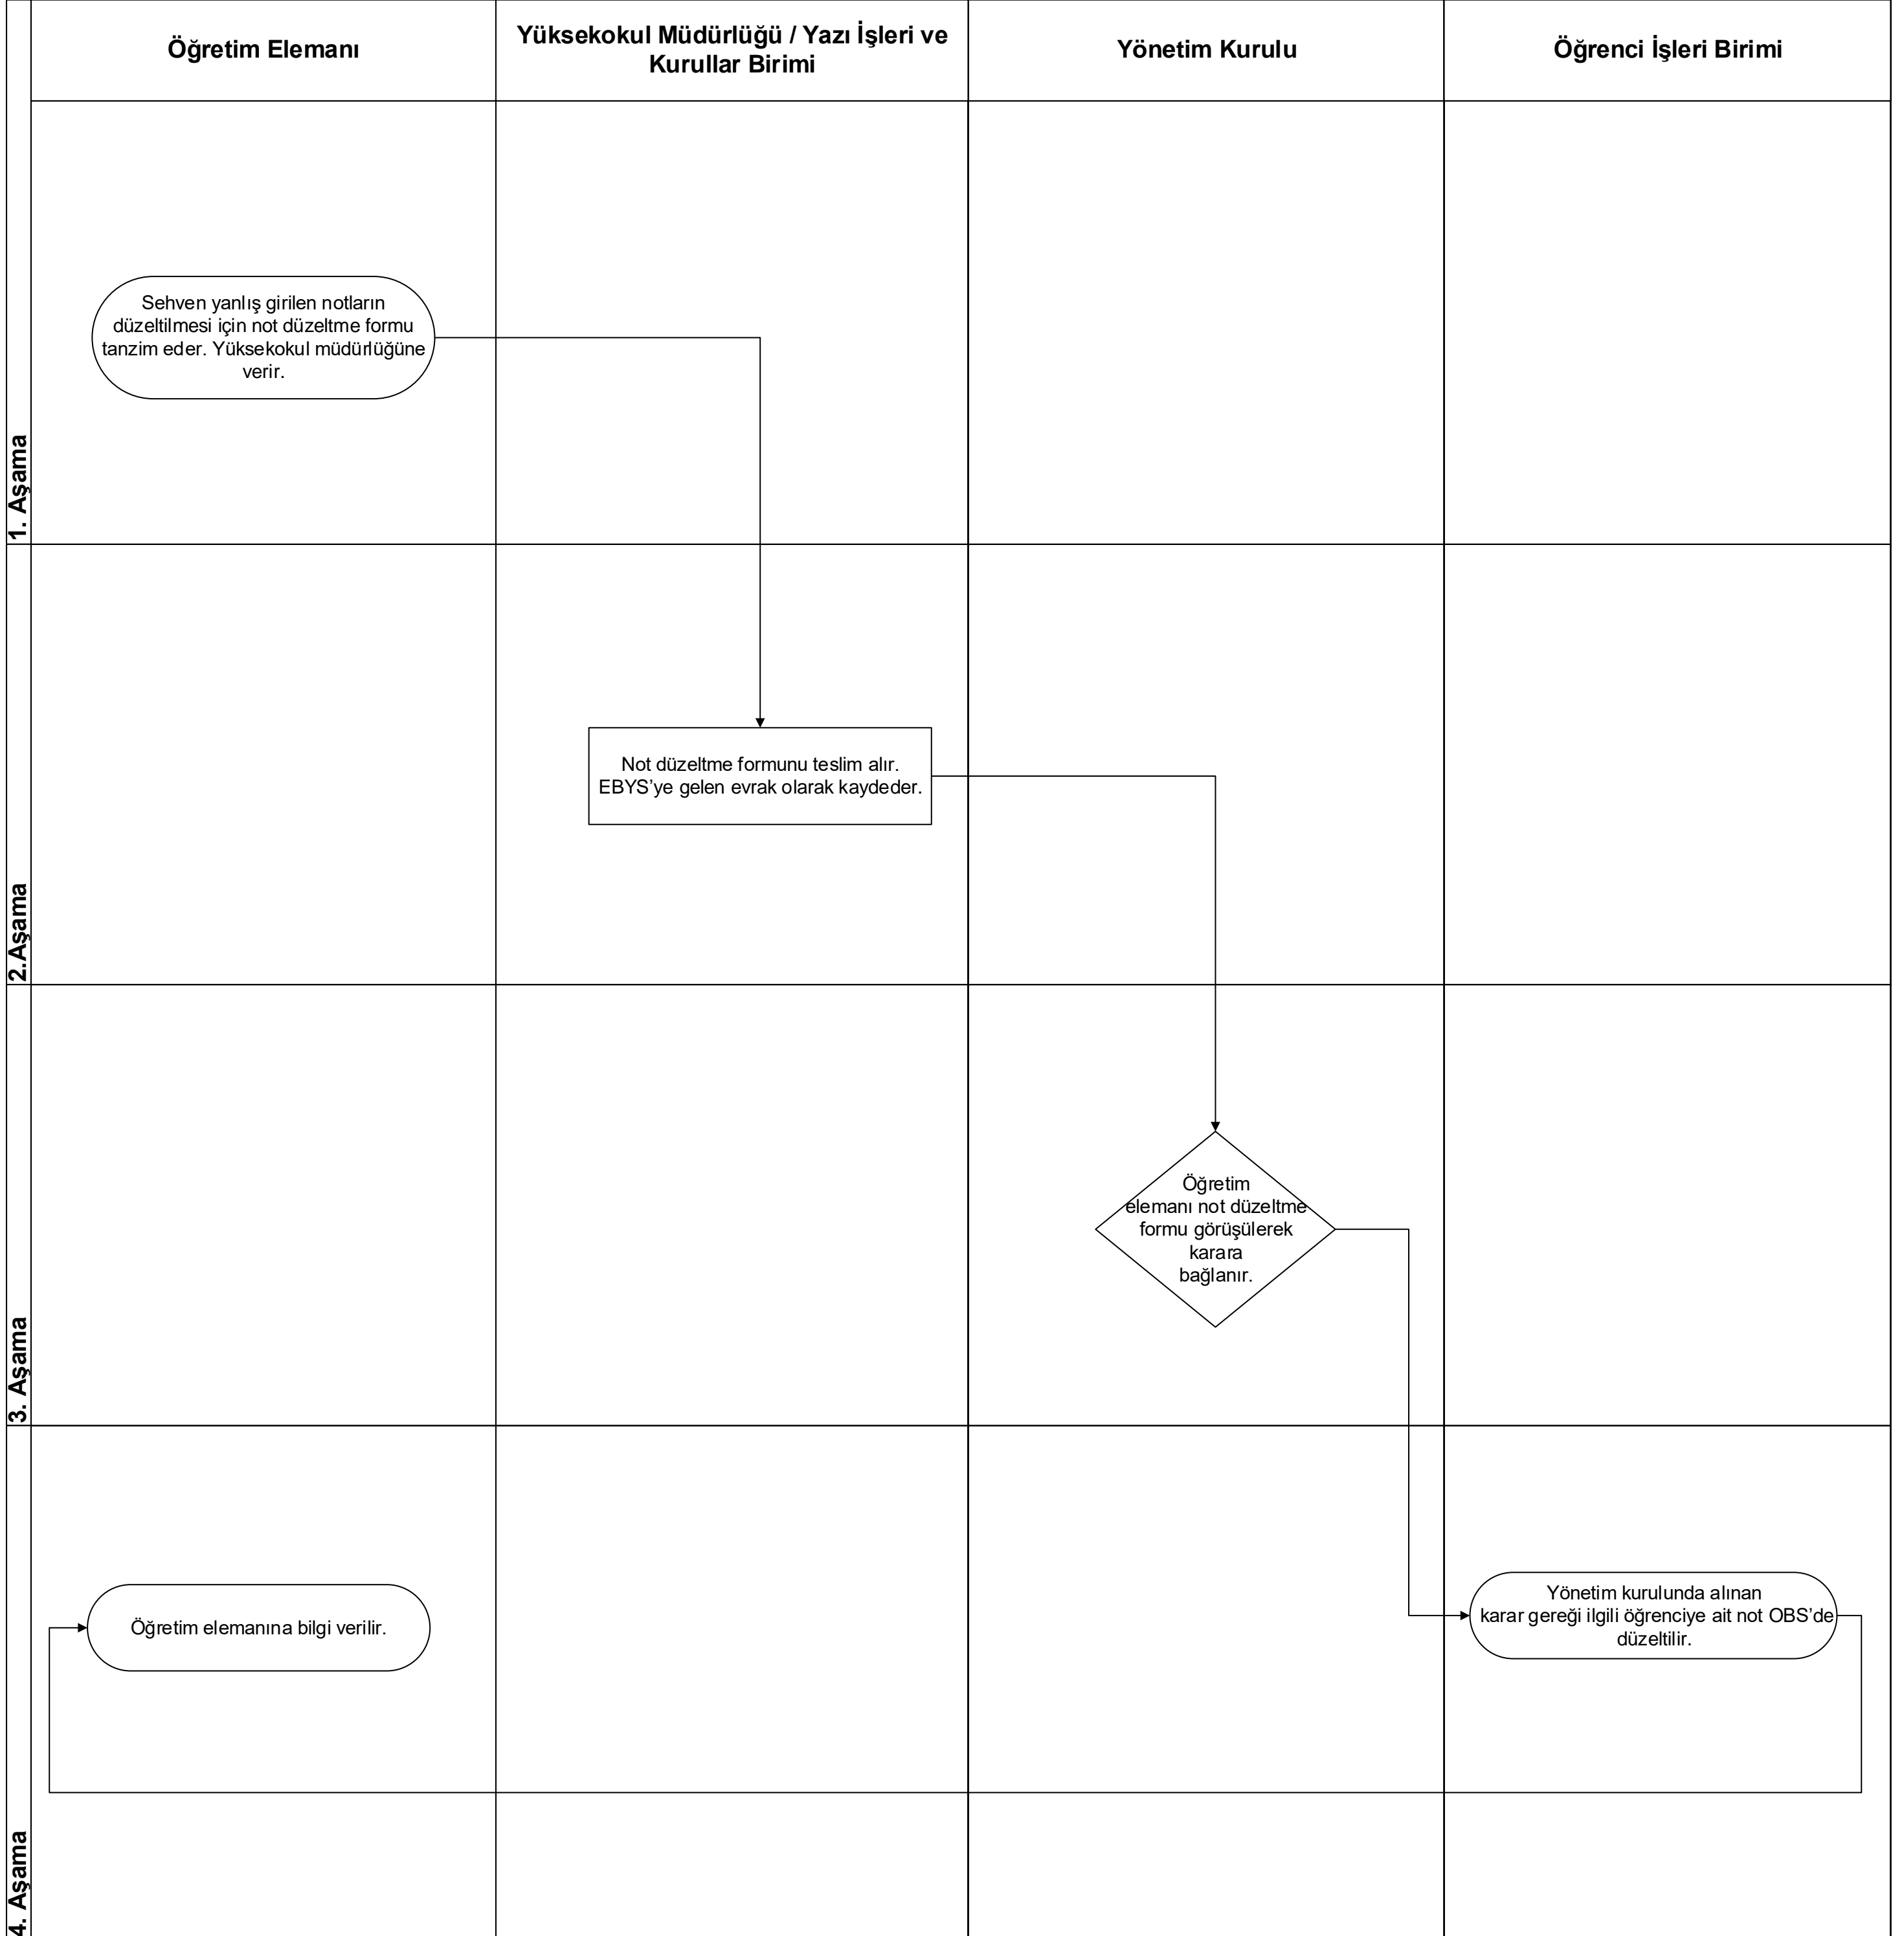 Öğretim Elemanı
Yüksekokul Müdürlüğü / Yazı İşleri ve
Kurullar Birimi
Yönetim Kurulu
Öğrenci İşleri Birimi
1. Aşama
Sehven yanlış girilen notların
düzeltilmesi için not düzeltme formu
tanzim eder. Yüksekokul müdürlüğüne
verir.
2.Aşama
Not düzeltme formunu teslim alır.
EBYS’ye gelen evrak olarak kaydeder.
3. Aşama
Öğretim
elemanı not düzeltme
formu görüşülerek
karara
bağlanır.
4. Aşama
Öğretim elemanına bilgi verilir.
Yönetim kurulunda alınan
karar gereği ilgili öğrenciye ait not OBS’de
düzeltilir.